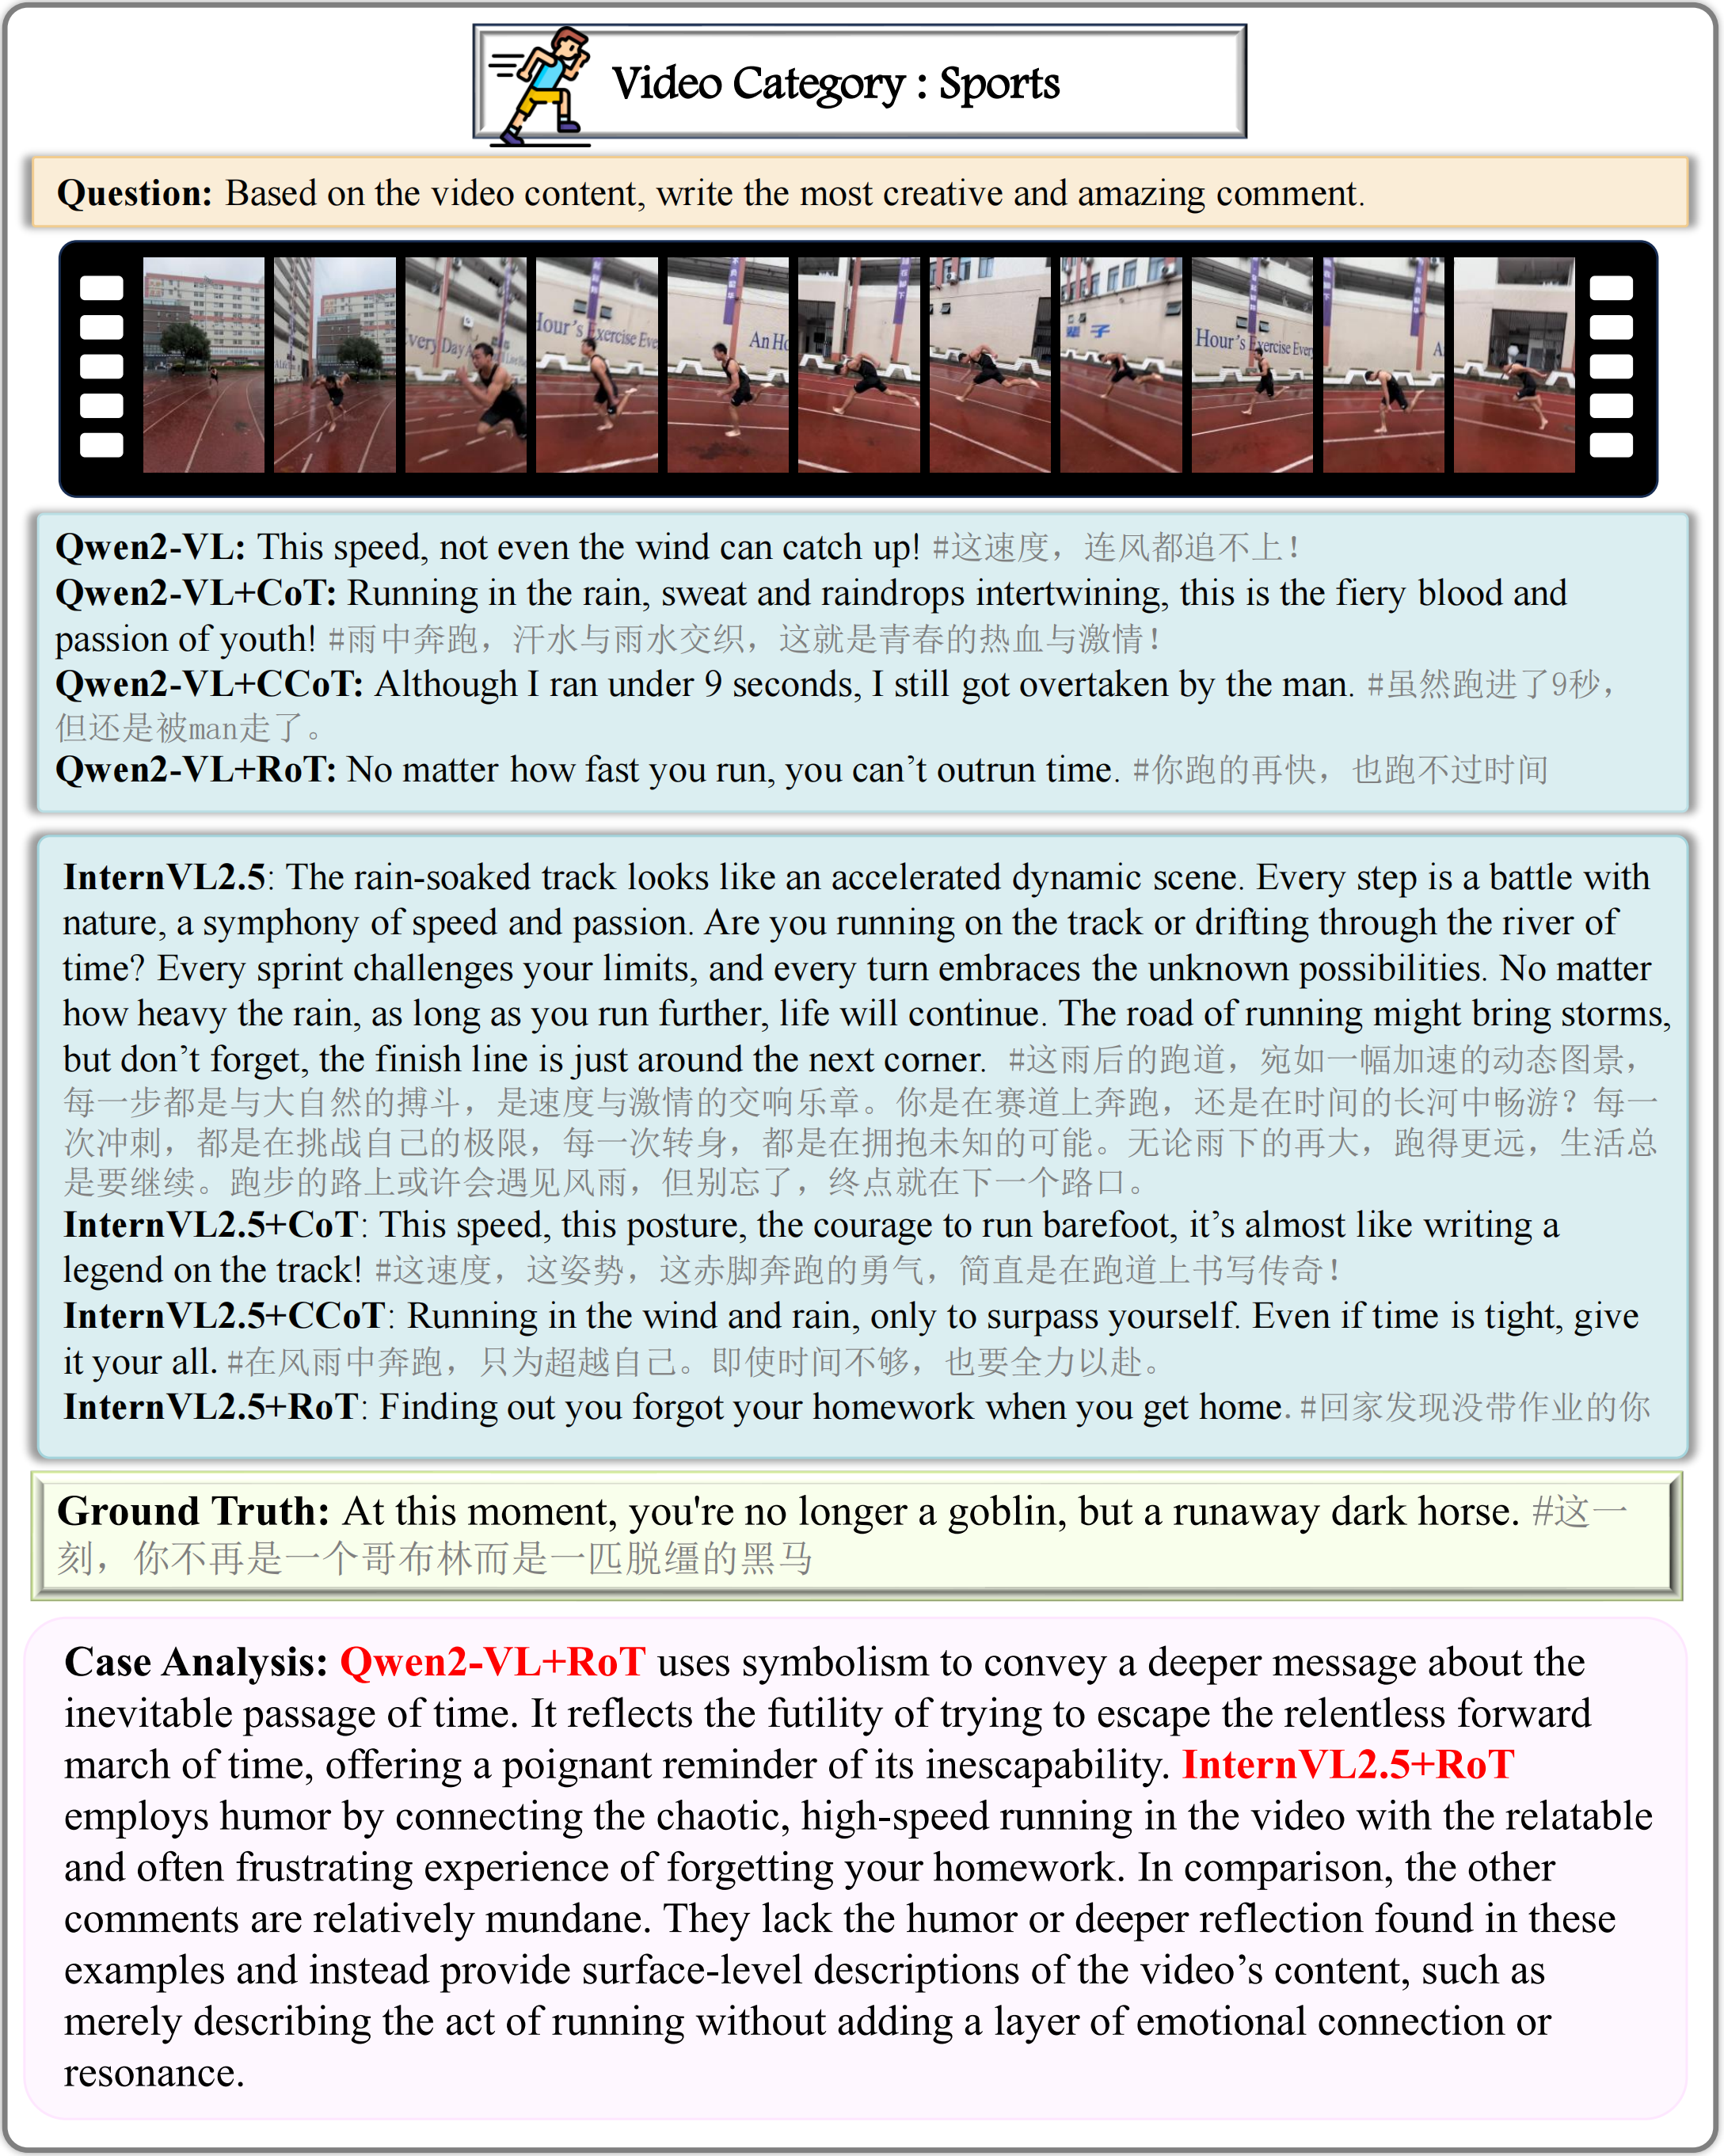 Video Category : Sports
Question: Based on the video content, write the most creative and amazing comment.
Every Day A
Hour's Exercise Eve
An Ho
Hour's Exercise Every
A
Qwen2-VL: This speed, not even the wind can catch up! #这速度，连风都追不上！
Qwen2-VL+CoT: Running in the rain, sweat and raindrops intertwining, this is the fiery blood and
passion of youth! #雨中奔跑，汗水与雨水交织，这就是青春的热血与激情！
Qwen2-VL+CCoT: Although I ran under 9 seconds, I still got overtaken by the man. #虽然跑进了9秒，
但还是被man走了。
Qwen2-VL+RoT: No matter how fast you run, you can’t outrun time. #你跑的再快，也跑不过时间
InternVL2.5: The rain-soaked track looks like an accelerated dynamic scene. Every step is a battle with
nature, a symphony of speed and passion. Are you running on the track or drifting through the river of
time? Every sprint challenges your limits, and every turn embraces the unknown possibilities. No matter
how heavy the rain, as long as you run further, life will continue. The road of running might bring storms,
but don’t forget, the finish line is just around the next corner. #这雨后的跑道，宛如一幅加速的动态图景，
每一步都是与大自然的搏斗，是速度与激情的交响乐章。你是在赛道上奔跑，还是在时间的长河中畅游？每一
次冲刺，都是在挑战自己的极限，每一次转身，都是在拥抱未知的可能。无论雨下的再大，跑得更远，生活总
是要继续。跑步的路上或许会遇见风雨，但别忘了，终点就在下一个路口。
InternVL2.5+CoT: This speed, this posture, the courage to run barefoot, it’s almost like writing a
legend on the track! #这速度，这姿势，这赤脚奔跑的勇气，简直是在跑道上书写传奇！
InternVL2.5+CCoT: Running in the wind and rain, only to surpass yourself. Even if time is tight, give
it your all. #在风雨中奔跑，只为超越自己。即使时间不够，也要全力以赴。
InternVL2.5+RoT: Finding out you forgot your homework when you get home. #回家发现没带作业的你
Ground Truth: At this moment, you're no longer a goblin, but a runaway dark horse. #这一
刻，你不再是一个哥布林而是一匹脱缰的黑马
Case Analysis: Qwen2-VL+RoT uses symbolism to convey a deeper message about the
inevitable passage of time. It reflects the futility of trying to escape the relentless forward
march of time, offering a poignant reminder of its inescapability. InternVL2.5+RoT
employs humor by connecting the chaotic, high-speed running in the video with the relatable
and often frustrating experience of forgetting your homework. In comparison, the other
comments are relatively mundane. They lack the humor or deeper reflection found in these
examples and instead provide surface-level descriptions of the video’s content, such as
merely describing the act of running without adding a layer of emotional connection or
resonance.